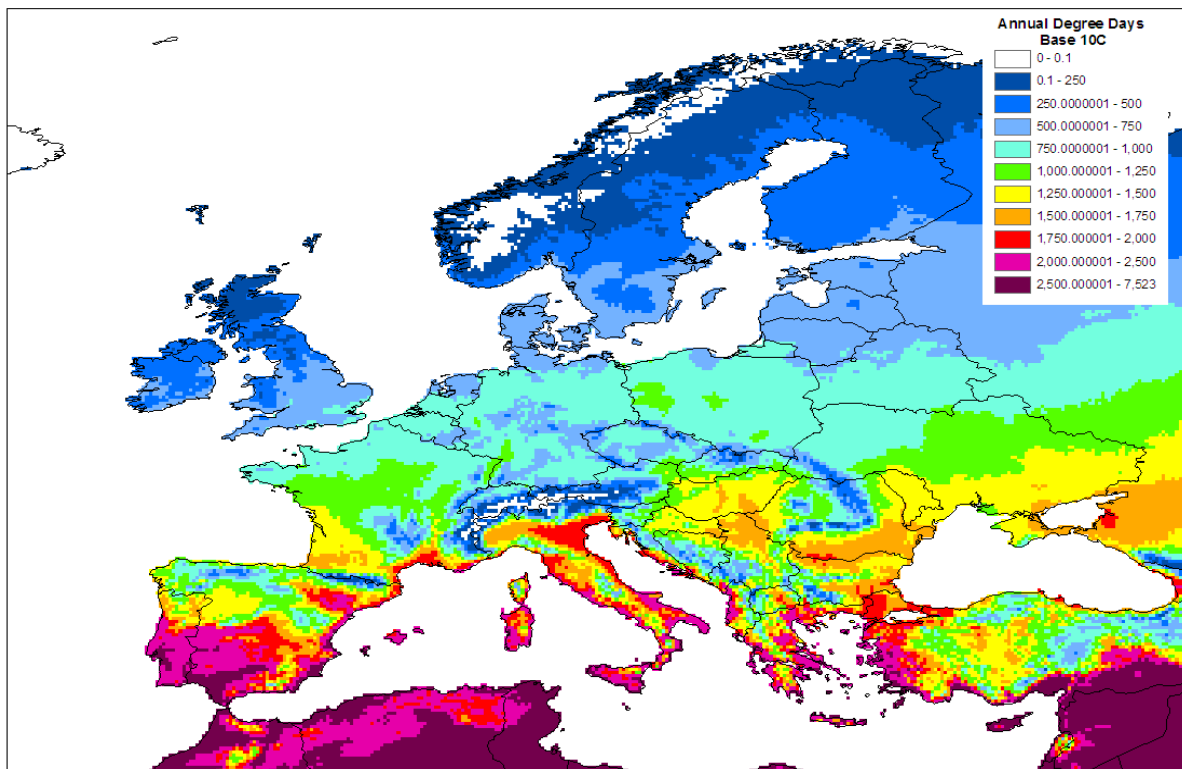 Annual Degree Days
Base 10C
0 - 0.1
0.1 - 250
250.0000001 - 500
500.0000001 - 750
750.0000001 - 1,000
1,000.000001 - 1,250
1,250.000001 - 1,500
1,500.000001 - 1,750
1,750.000001 - 2,000
2,000.000001 - 2,500
2,500.000001 - 7,523